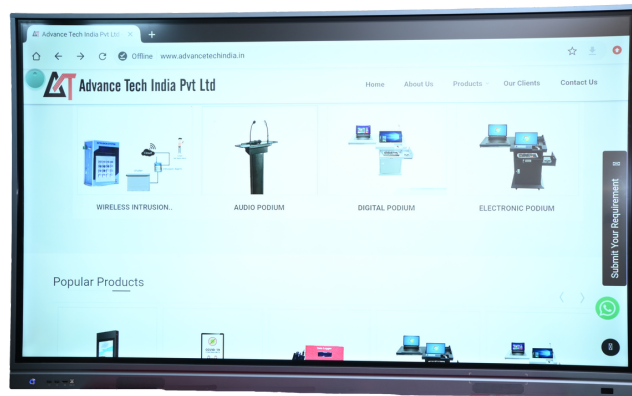 Advance Tech India Pvt Ltd
Offline www.advancetechindia.in
Advance Tech India Pvt Ltd
Home About Us Products Our Clients Contact Us
WIRELESS INTRUSION.. AUDIO PODIUM DIGITAL PODIUM ELECTRONIC PODIUM
Submit Your Requirement
Popular Products